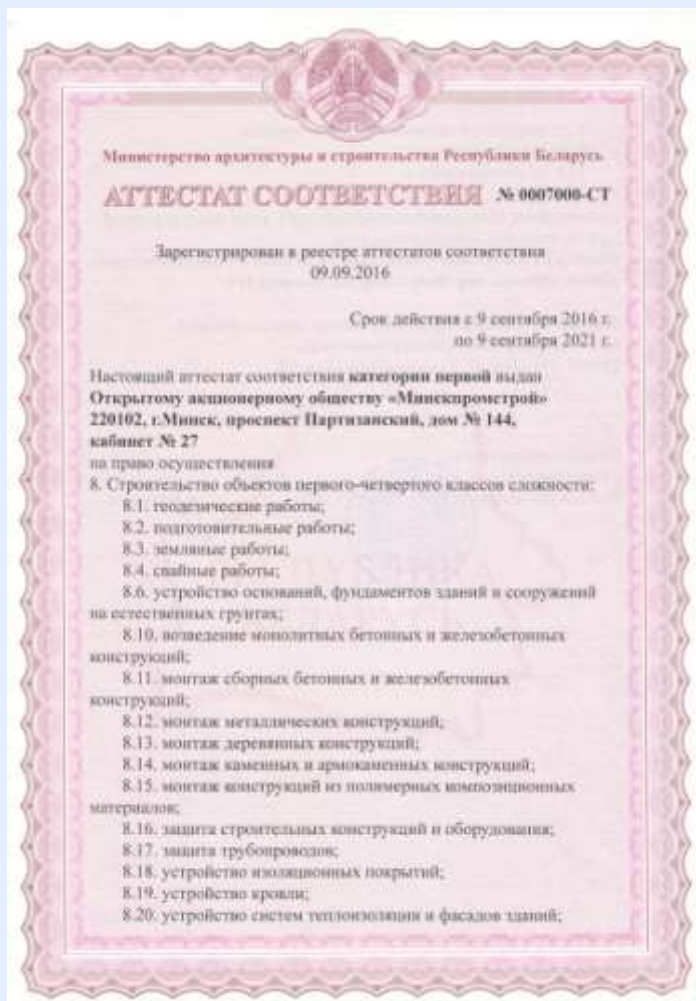 Министерство архитектуры и строительства Республики Беларусь
АТТЕСТАТ СООТВЕТСТВИЯ № 0007000-СТ
Зарегистрирован в реестре аттестатов соответствия
09.09.2016
Срок действия с 9 сентября 2016 г.
по 9 сентября 2021 г.
Настоящий аттестат соответствия категории первой выдан
Открытому акционерному обществу «Минскпрометрой»
220102, г.Минск, проспект Партизанский, дом № 144,
кабинет № 27
на право осуществления
8. Строительство объектов первого-четвертого классов сложности:
8.1. геодезические работы;
8.2. подготовительные работы;
8.3. земляные работы;
8.4. свайные работы;
8.6. устройство оснований, фундаментов зданий и сооружений
на естественных грунтах;
8.10. возведение монолитных бетонных и железобетонных
конструкций;
8.11. монтаж сборных бетонных и железобетонных
конструкций;
8.12. монтаж металлических конструкций;
8.13. монтаж деревянных конструкций;
8.14. монтаж каменных и армокаменных конструкций;
8.15. монтаж конструкций из полимерных композиционных
материалов;
8.16. защита строительных конструкций и оборудования;
8.17. защита трубопроводов;
8.18. устройство изоляционных покрытий;
8.19. устройство кровли;
8.20. устройство систем теплоизоляции и фасадов зданий;